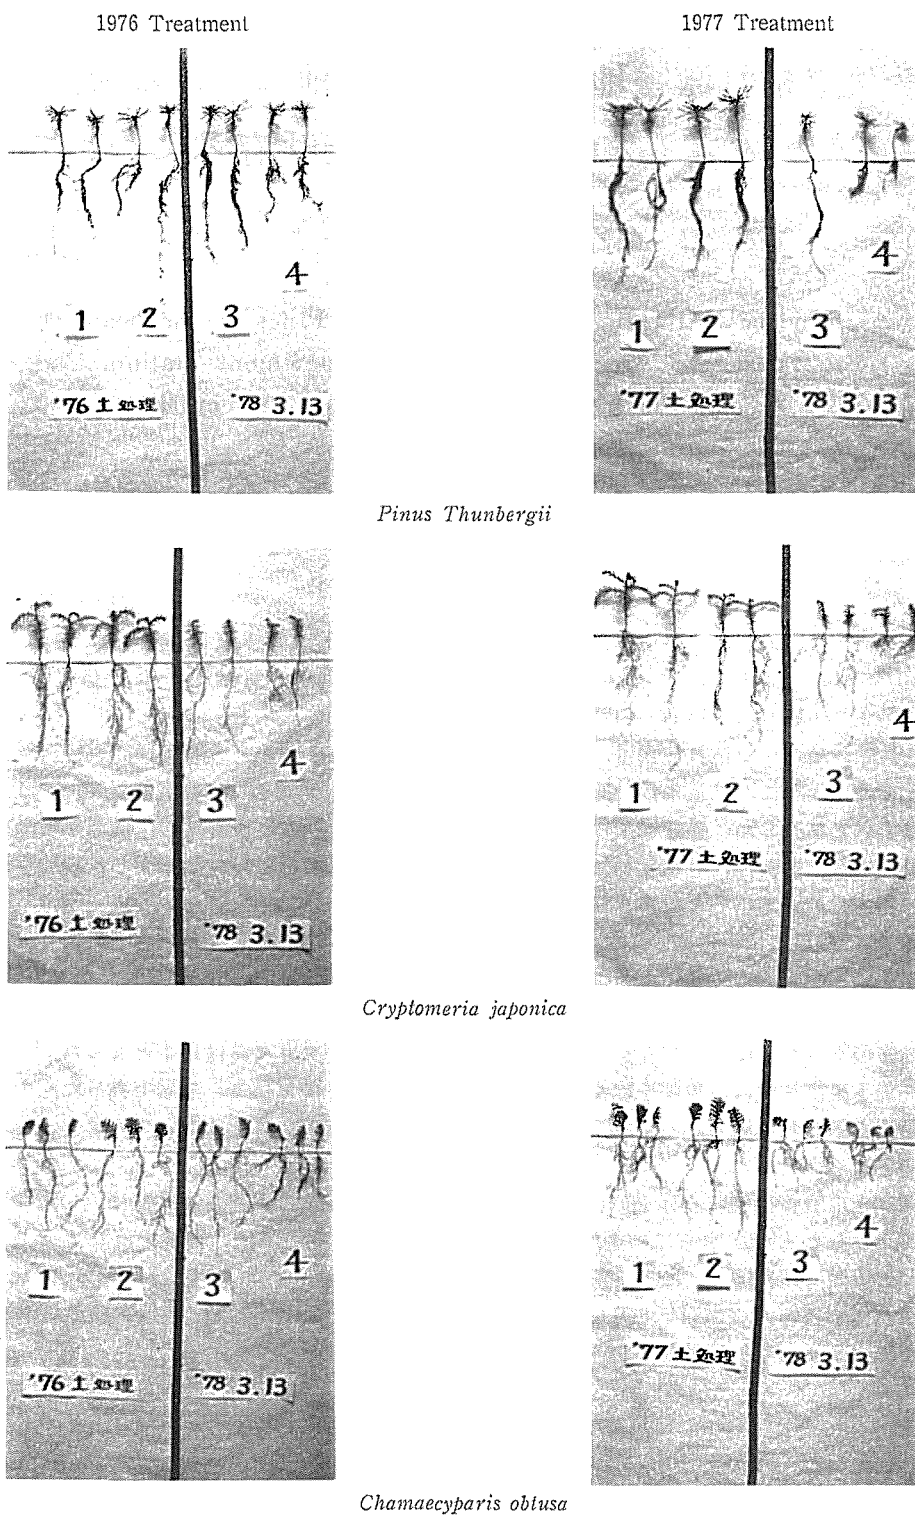 1976 Treatment
1977 Treatment
1 2 3 4
'76 土処理 '78 3.13
1 2 3 4
'77 土処理 '78 3.13
Pinus Thunbergii
1 2 3 4
'76 土処理 '78 3.13
1 2 3 4
'77 土処理 '78 3.13
Cryptomeria japonica
1 2 3 4
'76 土処理 '78 3.13
1 2 3 4
'77 土処理 '78 3.13
Chamaecyparis obtusa